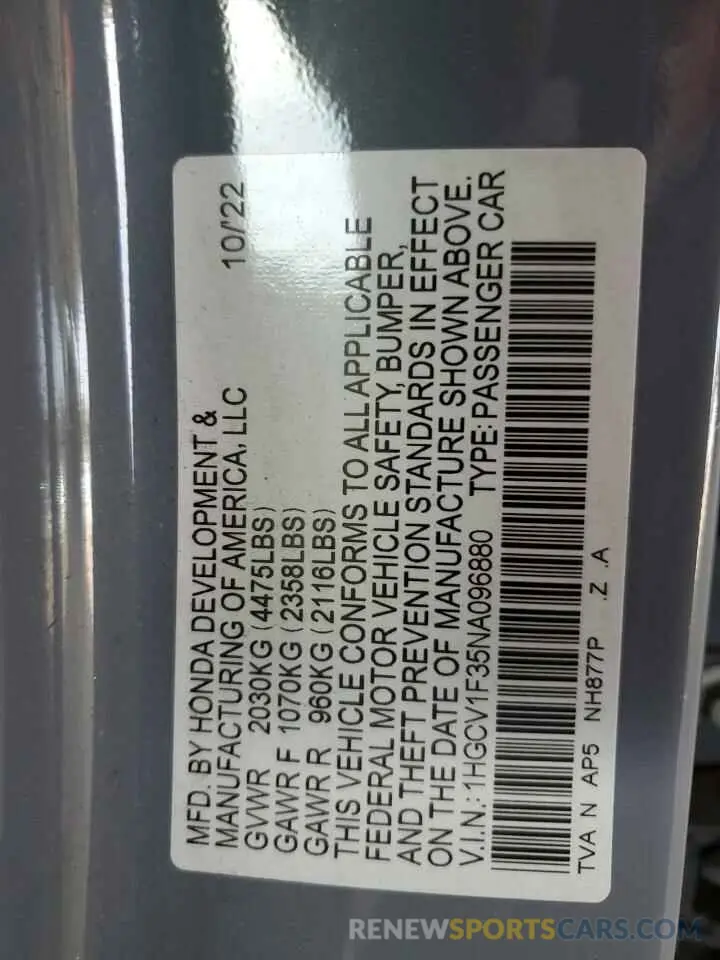 MFD. BY HONDA DEVELOPMENT &
MANUFACTURING OF AMERICA, LLC 10/'22
GVWR 2030KG (4475LBS)
GAWR F 1070KG (2358LBS)
GAWR R 960KG (2116LBS)
THIS VEHICLE CONFORMS TO ALL APPLICABLE
FEDERAL MOTOR VEHICLE SAFETY, BUMPER,
AND THEFT PREVENTION STANDARDS IN EFFECT
ON THE DATE OF MANUFACTURE SHOWN ABOVE.
V.I.N.: 1HGCV1F35NA096880 TYPE: PASSENGER CAR
TVA N AP5 NH877P .Z .A
RENEWSPORTSCARS.COM